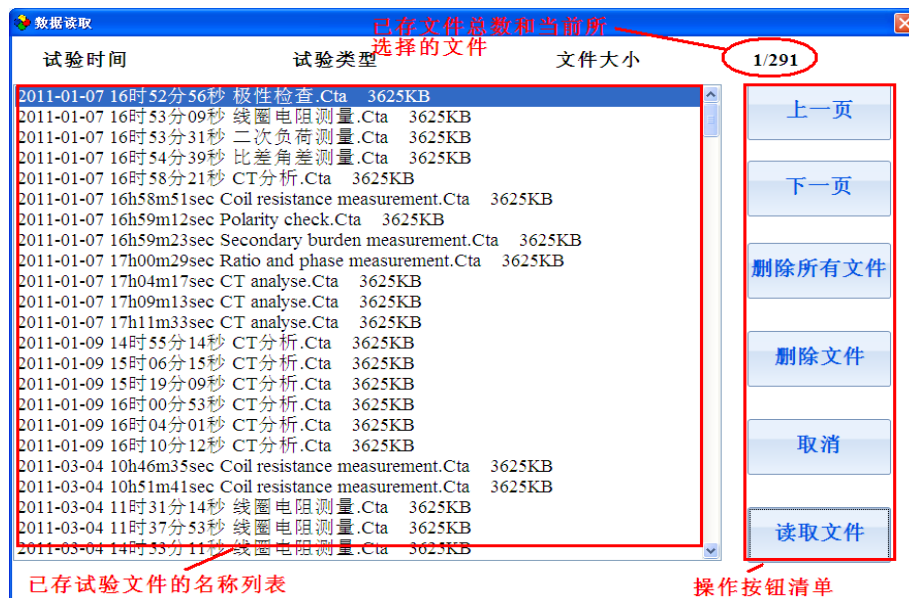 数据读取
已存文件总数和当前所
选择的文件
试验时间 试验类型 文件大小 1/291
2011-01-07 16时52分56秒 极性检查.Cta 3625KB
2011-01-07 16时53分09秒 线圈电阻测量.Cta 3625KB
2011-01-07 16时53分31秒 二次负荷测量.Cta 3625KB
2011-01-07 16时54分39秒 比差角差测量.Cta 3625KB
2011-01-07 16时58分21秒 CT分析.Cta 3625KB
2011-01-07 16h58m51sec Coil resistance measurement.Cta 3625KB
2011-01-07 16h59m12sec Polarity check.Cta 3625KB
2011-01-07 16h59m23sec Secondary burden measurement.Cta 3625KB
2011-01-07 17h00m29sec Ratio and phase measurement.Cta 3625KB
2011-01-07 17h04m17sec CT analyse.Cta 3625KB
2011-01-07 17h09m13sec CT analyse.Cta 3625KB
2011-01-07 17h11m33sec CT analyse.Cta 3625KB
2011-01-09 14时55分14秒 CT分析.Cta 3625KB
2011-01-09 15时06分15秒 CT分析.Cta 3625KB
2011-01-09 15时19分09秒 CT分析.Cta 3625KB
2011-01-09 16时00分53秒 CT分析.Cta 3625KB
2011-01-09 16时04分01秒 CT分析.Cta 3625KB
2011-01-09 16时10分12秒 CT分析.Cta 3625KB
2011-03-04 10h46m35sec Coil resistance measurement.Cta 3625KB
2011-03-04 10h51m41sec Coil resistance measurement.Cta 3625KB
2011-03-04 11时31分14秒 线圈电阻测量.Cta 3625KB
2011-03-04 11时37分53秒 线圈电阻测量.Cta 3625KB
2011-03-04 14时53分11秒 线圈电阻测量.Cta 3625KB
上一页
下一页
删除所有文件
删除文件
取消
读取文件
已存试验文件的名称列表
操作按钮清单